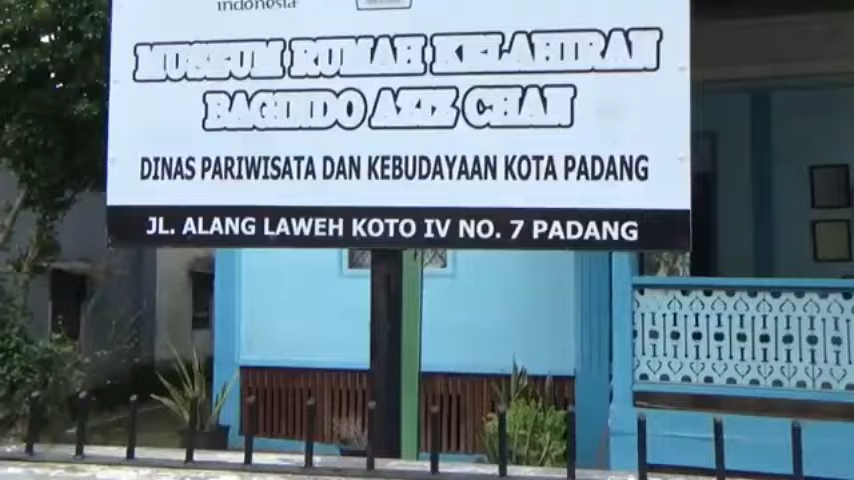 indonesia
MUSEUM RUMAH KELAHIRAN
BAGINDO AZIZ CHAN
DINAS PARIWISATA DAN KEBUDAYAAN KOTA PADANG
JL. ALANG LAWEH KOTO IV NO. 7 PADANG